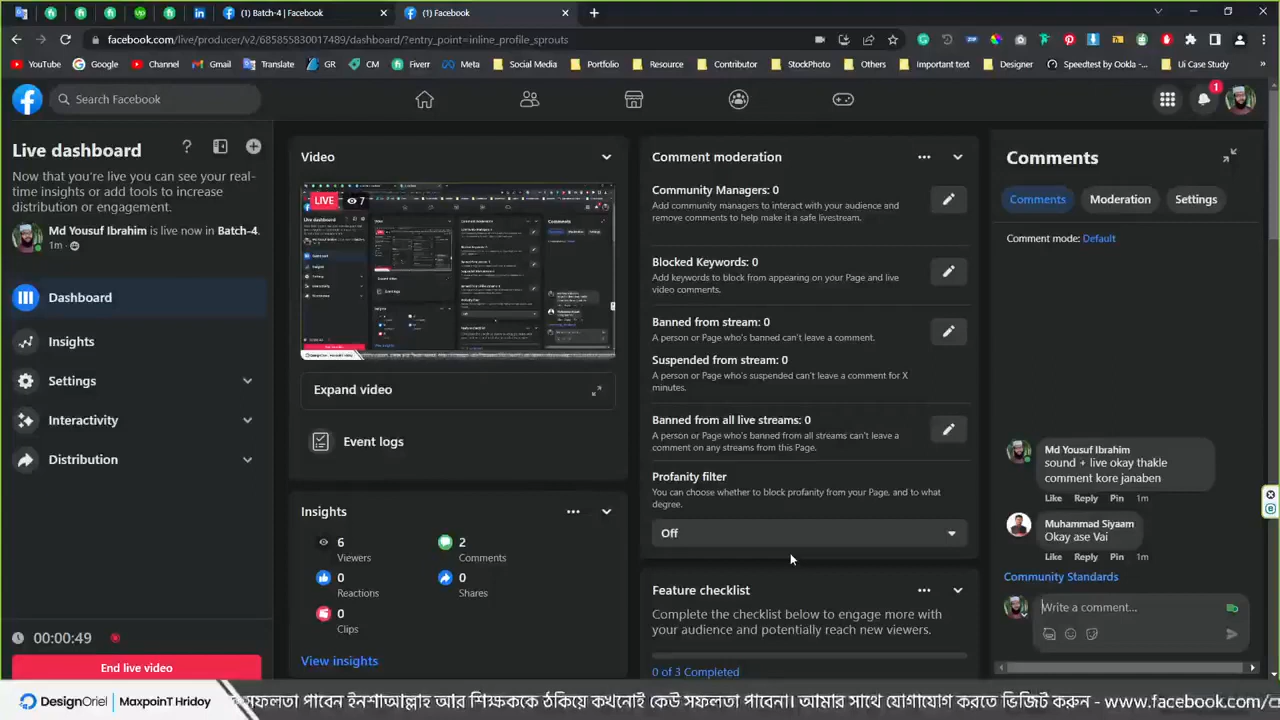 (1) Batch-4 | Facebook
(1) Facebook
facebook.com/live/producer/v2/685855830017489/dashboard/?entry_point=inline_profile_sprouts
YouTube
Google
Channel
Gmail
Translate
GR
CM
Fiverr
Meta
Social Media
Portfolio
Resource
Contributor
StockPhoto
Others
Important text
Designer
Speedtest by Ookla -...
Ui Case Study
Search Facebook
1
Live dashboard
Now that you're live you can see your real-
time insights or add tools to increase
distribution or engagement.
Md Yousuf Ibrahim is live now in Batch-4.
1m
Dashboard
Insights
Settings
Interactivity
Distribution
00:00:49
End live video
Video
LIVE
7
Expand video
Event logs
Insights
6
Viewers
2
Comments
0
Reactions
0
Shares
0
Clips
View insights
Comment moderation
Community Managers: 0
Add community managers to interact with your audience and
remove comments to help make it a safe livestream.
Blocked Keywords: 0
Add keywords to block from appearing on your Page and live
video comments.
Banned from stream: 0
A person or Page who's banned can't leave a comment.
Suspended from stream: 0
A person or Page who's suspended can't leave a comment for X
minutes.
Banned from all live streams: 0
A person or Page who's banned from all streams can't leave a
comment on any streams from this Page.
Profanity filter
You can choose whether to block profanity from your Page, and to what
degree.
Off
Feature checklist
Complete the checklist below to engage more with
your audience and potentially reach new viewers.
0 of 3 Completed
Comments
Comments
Moderation
Settings
Comment mode: Default
Md Yousuf Ibrahim
sound + live okay thakle
comment kore janaben
Like Reply Pin 1m
Muhammad Siyaam
Okay ase Vai
Like Reply Pin 1m
Community Standards
Write a comment...
DesignOriel | MaxpoinT Hridoy
সফলতা পাবেন ইনশাআল্লাহ আর শিক্ষককে ঠকিয়ে কখনোই কেউ সফলতা পাবেনা। আমার সাথে যোগাযোগ করতে ভিজিট করুন - www.facebook.com/